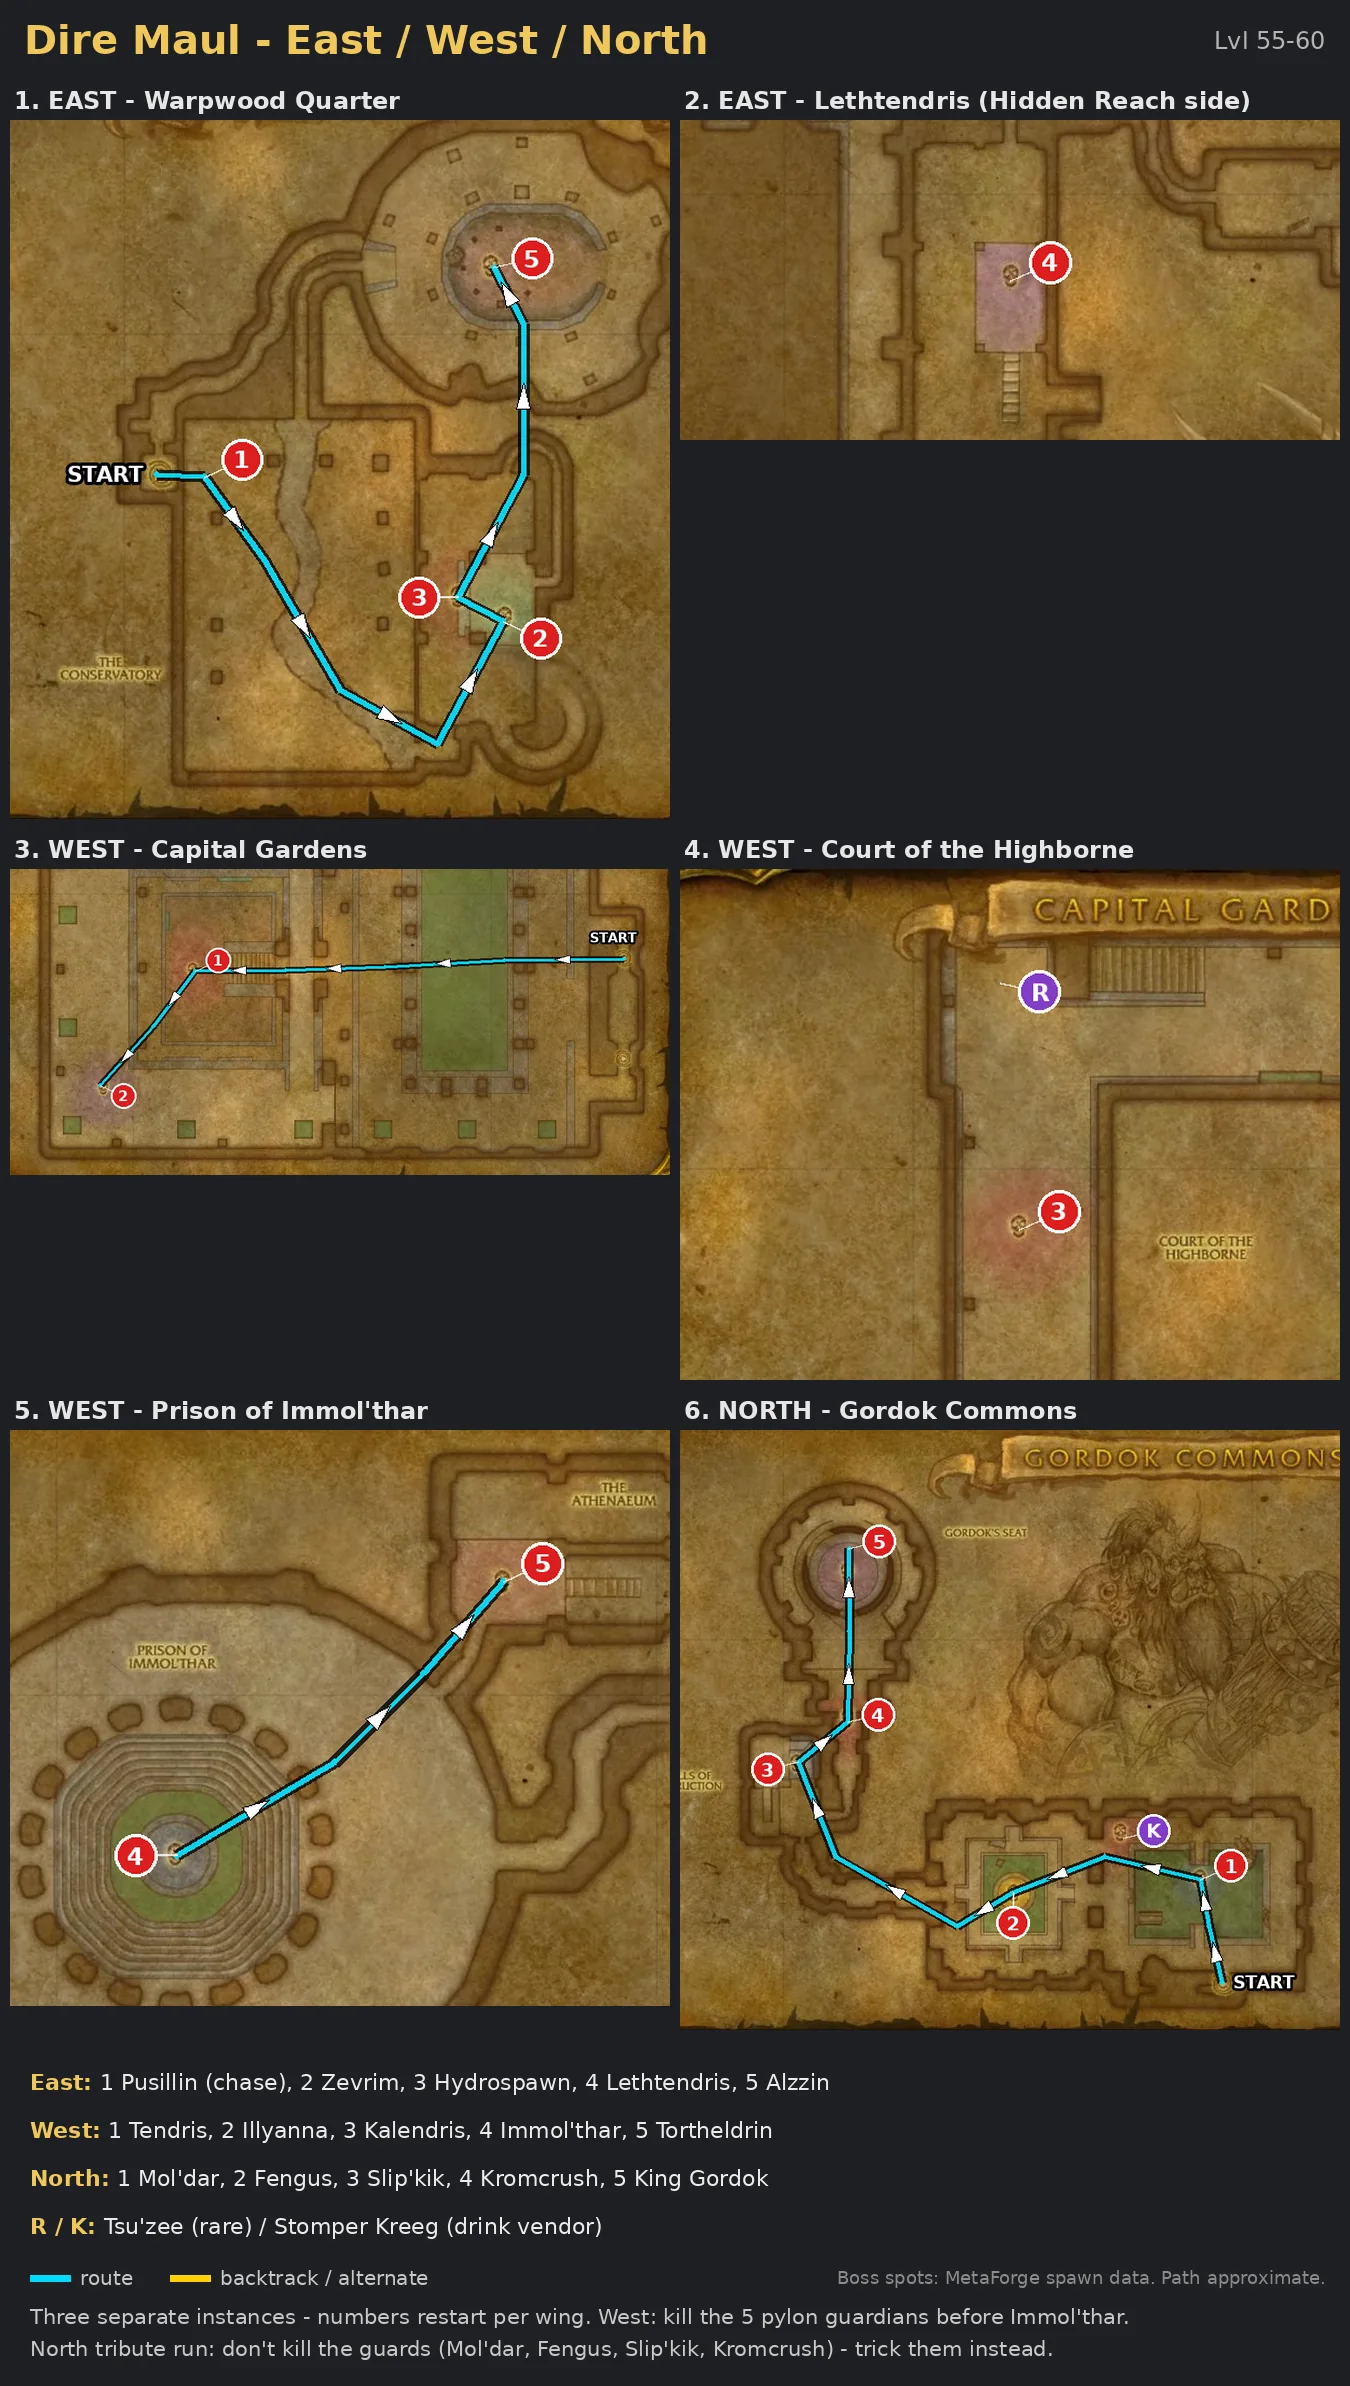 Dire Maul - East / West / North
Lvl 55-60
1. EAST - Warpwood Quarter
5
1
START
3
2
THE
CONSERVATORY
2. EAST - Lethtendris (Hidden Reach side)
4
3. WEST - Capital Gardens
START
1
2
4. WEST - Court of the Highborne
CAPITAL GARD
R
3
COURT OF THE
HIGHBORNE
5. WEST - Prison of Immol'thar
THE
ATHENAEUM
5
PRISON OF
IMMOL'THAR
4
6. NORTH - Gordok Commons
GORDOK COMMONS
GORDOK'S SEAT
5
4
3
LLS OF
RUCTION
K
1
2
START
East: 1 Pusillin (chase), 2 Zevrim, 3 Hydrospawn, 4 Lethtendris, 5 Alzzin
West: 1 Tendris, 2 Illyanna, 3 Kalendris, 4 Immol'thar, 5 Tortheldrin
North: 1 Mol'dar, 2 Fengus, 3 Slip'kik, 4 Kromcrush, 5 King Gordok
R / K: Tsu'zee (rare) / Stomper Kreeg (drink vendor)
route
backtrack / alternate
Boss spots: MetaForge spawn data. Path approximate.
Three separate instances - numbers restart per wing. West: kill the 5 pylon guardians before Immol'thar.
North tribute run: don't kill the guards (Mol'dar, Fengus, Slip'kik, Kromcrush) - trick them instead.